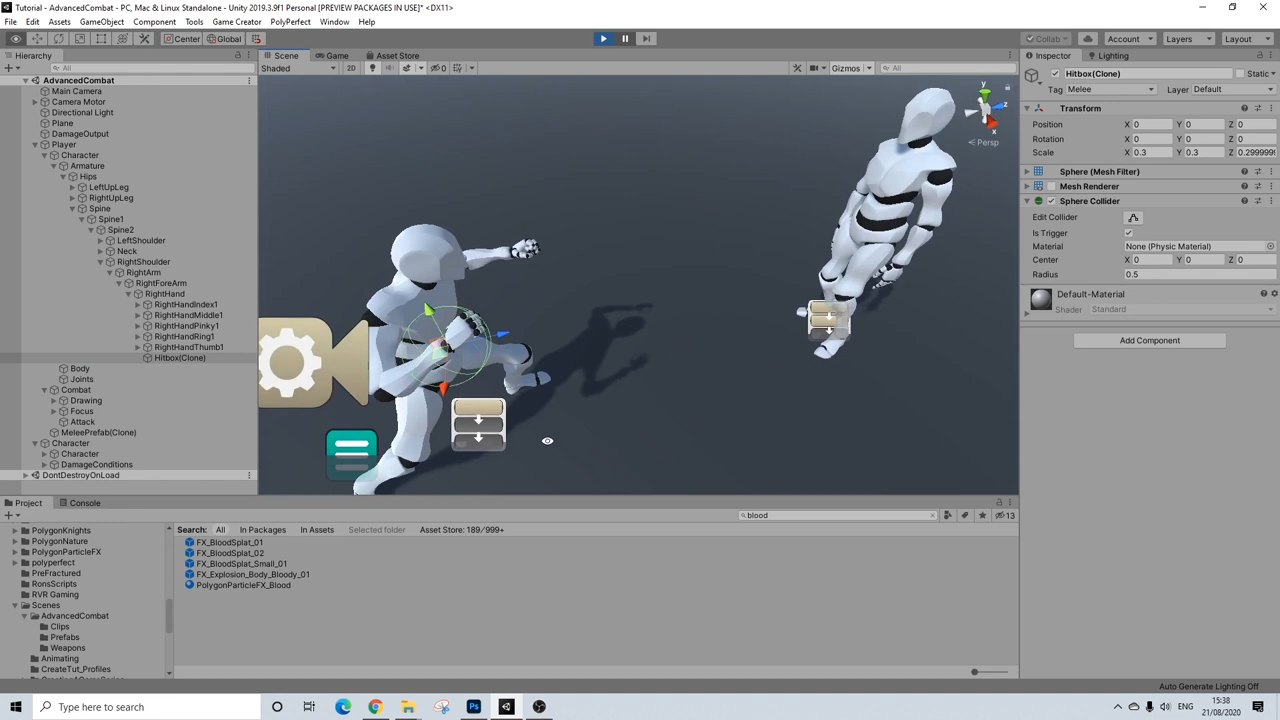 Tutorial - AdvancedCombat - PC, Mac & Linux Standalone - Unity 2019.3.9f1 Personal [PREVIEW PACKAGES IN USE]* <DX11>
File Edit Assets GameObject Component Tools Game Creator PolyPerfect Window Help
Center Global Collab Account Layers Layout
Hierarchy Scene Game Asset Store Inspector Lighting
All Shaded 2D 0 Gizmos All Hitbox(Clone) Static
AdvancedCombat
Main Camera
Camera Motor
Directional Light
Plane
DamageOutput
Player
Character
Armature
Hips
LeftUpLeg
RightUpLeg
Spine
Spine1
Spine2
LeftShoulder
Neck
RightShoulder
RightArm
RightForeArm
RightHand
RightHandIndex1
RightHandMiddle1
RightHandPinky1
RightHandRing1
RightHandThumb1
Hitbox(Clone)
Body
Joints
Combat
Drawing
Focus
Attack
MeleePrefab(Clone)
Character
Character
DamageConditions
DontDestroyOnLoad
y
z
x
Persp
Tag Melee Layer Default
Transform
Position X 0 Y 0 Z 0
Rotation X 0 Y 0 Z 0
Scale X 0.3 Y 0.3 Z 0.2999999
Sphere (Mesh Filter)
Mesh Renderer
Sphere Collider
Edit Collider
Is Trigger
Material None (Physic Material)
Center X 0 Y 0 Z 0
Radius 0.5
Default-Material
Shader Standard
Add Component
Project Console
blood 13
PolygonKnights
PolygonNature
PolygonParticleFX
polyperfect
PreFractured
RonsScripts
RVR Gaming
Scenes
AdvancedCombat
Clips
Prefabs
Weapons
Animating
CreateTut_Profiles
Search: All In Packages In Assets Selected folder Asset Store: 189/999+
FX_BloodSplat_01
FX_BloodSplat_02
FX_BloodSplat_Small_01
FX_Explosion_Body_Bloody_01
PolygonParticleFX_Blood
Auto Generate Lighting Off
Type here to search
ENG
15:38
21/08/2020